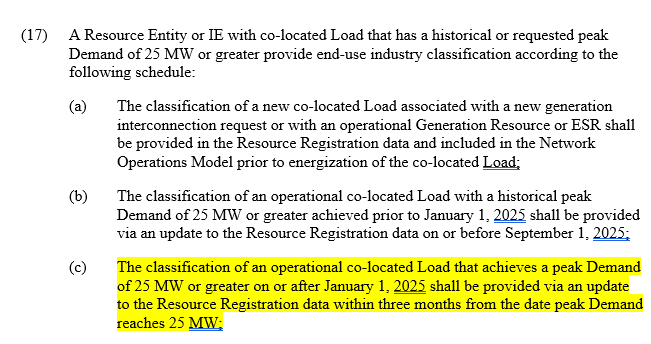 (17) A Resource Entity or IE with co-located Load that has a historical or requested peak
Demand of 25 MW or greater provide end-use industry classification according to the
following schedule:
(a) The classification of a new co-located Load associated with a new generation
interconnection request or with an operational Generation Resource or ESR shall
be provided in the Resource Registration data and included in the Network
Operations Model prior to energization of the co-located Load;
(b) The classification of an operational co-located Load with a historical peak
Demand of 25 MW or greater achieved prior to January 1, 2025 shall be provided
via an update to the Resource Registration data on or before September 1, 2025;
(c) The classification of an operational co-located Load that achieves a peak Demand
of 25 MW or greater on or after January 1, 2025 shall be provided via an update
to the Resource Registration data within three months from the date peak Demand
reaches 25 MW;